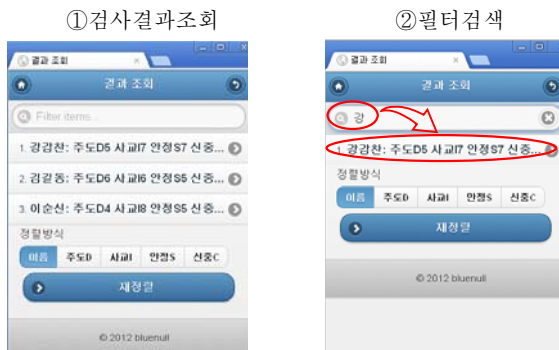 ①검사결과조회
②필터검색
결과 조회
결과 조회
Filter items...
1. 강감찬: 주도D5 사교I7 안정S7 신중...
2. 김길동: 주도D6 사교I6 안정S6 신중...
3. 이순신: 주도D4 사교I8 안정S5 신중...
정렬방식
이름 주도D 사교I 안정S 신중C
재정렬
© 2012 bluenull
결과 조회
결과 조회
강
1. 강감찬: 주도D5 사교I7 안정S7 신중...
정렬방식
이름 주도D 사교I 안정S 신중C
재정렬
© 2012 bluenull